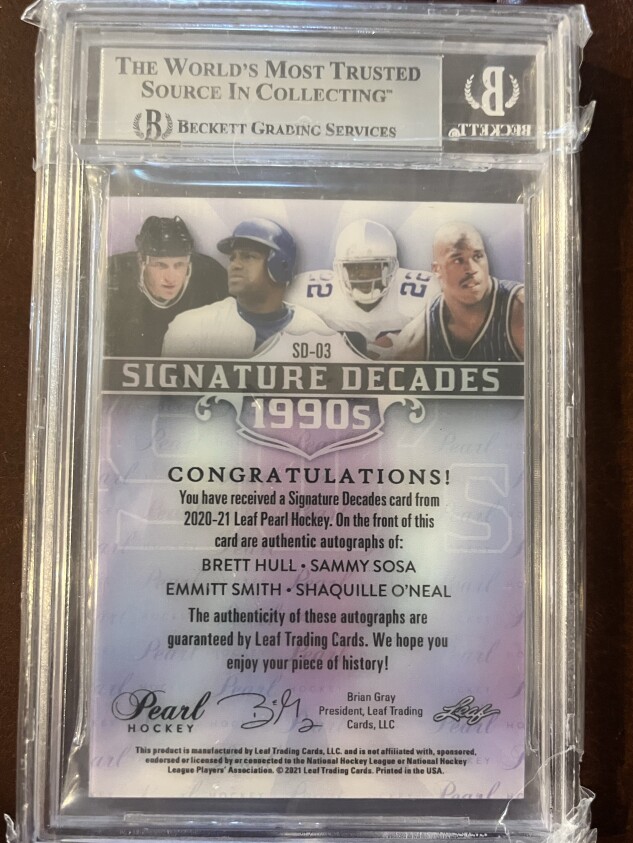 THE WORLD'S MOST TRUSTED
SOURCE IN COLLECTING™
B BECKETT GRADING SERVICES
B
BECKETT
22
22
SD-03
SIGNATURE DECADES
1990s
CONGRATULATIONS!
You have received a Signature Decades card from
2020-21 Leaf Pearl Hockey. On the front of this
card are authentic autographs of:
BRETT HULL • SAMMY SOSA
EMMITT SMITH • SHAQUILLE O'NEAL
The authenticity of these autographs are
guaranteed by Leaf Trading Cards. We hope you
enjoy your piece of history!
Pearl
HOCKEY
Brian Gray
President, Leaf Trading
Cards, LLC
Leaf
This product is manufactured by Leaf Trading Cards, LLC. and is not affiliated with, sponsored,
endorsed or licensed by or connected to the National Hockey League or National Hockey
League Players' Association. © 2021 Leaf Trading Cards. Printed in the USA.